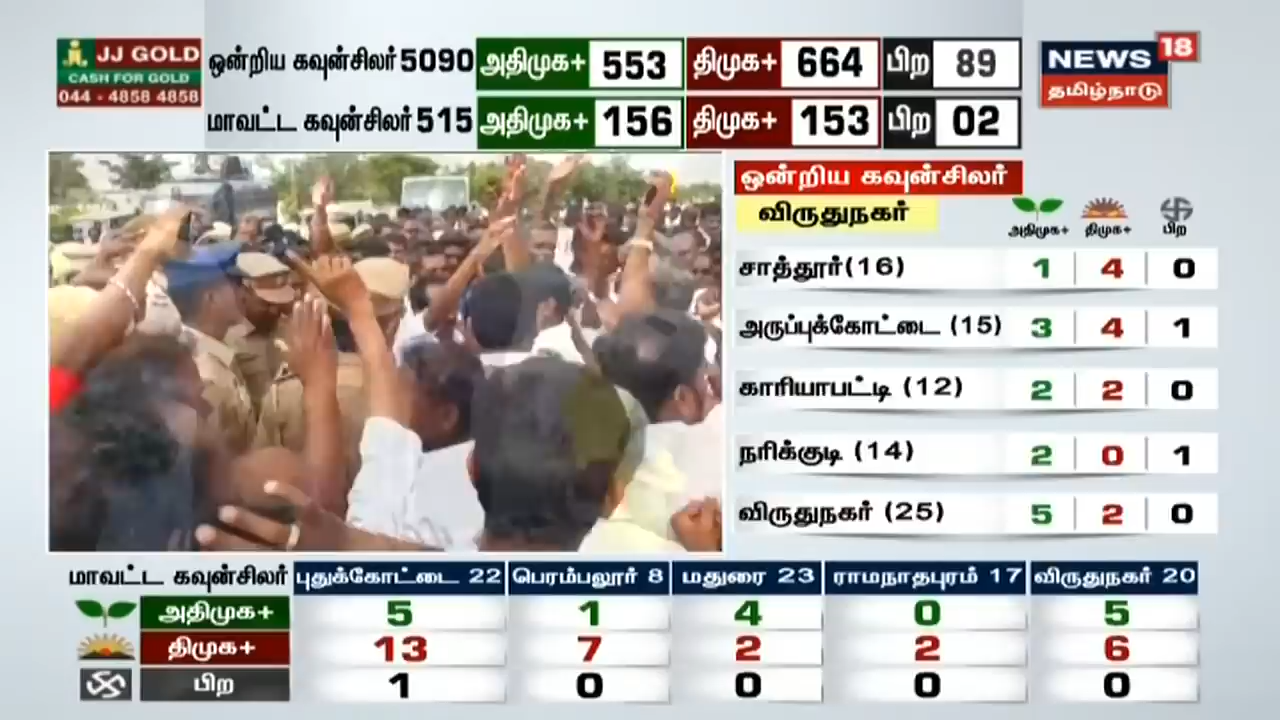 JJ GOLD
CASH FOR GOLD
044 - 4858 4858
ஒன்றிய கவுன்சிலர் 5090 அதிமுக+ 553 திமுக+ 664 பிற 89
மாவட்ட கவுன்சிலர் 515 அதிமுக+ 156 திமுக+ 153 பிற 02
NEWS 18
தமிழ்நாடு
ஒன்றிய கவுன்சிலர்
விருதுநகர் அதிமுக+ திமுக+ பிற
சாத்தூர்(16) 1 4 0
அருப்புக்கோட்டை (15) 3 4 1
காரியாபட்டி (12) 2 2 0
நரிக்குடி (14) 2 0 1
விருதுநகர் (25) 5 2 0
மாவட்ட கவுன்சிலர் புதுக்கோட்டை 22 பெரம்பலூர் 8 மதுரை 23 ராமநாதபுரம் 17 விருதுநகர் 20
அதிமுக+ 5 1 4 0 5
திமுக+ 13 7 2 2 6
பிற 1 0 0 0 0